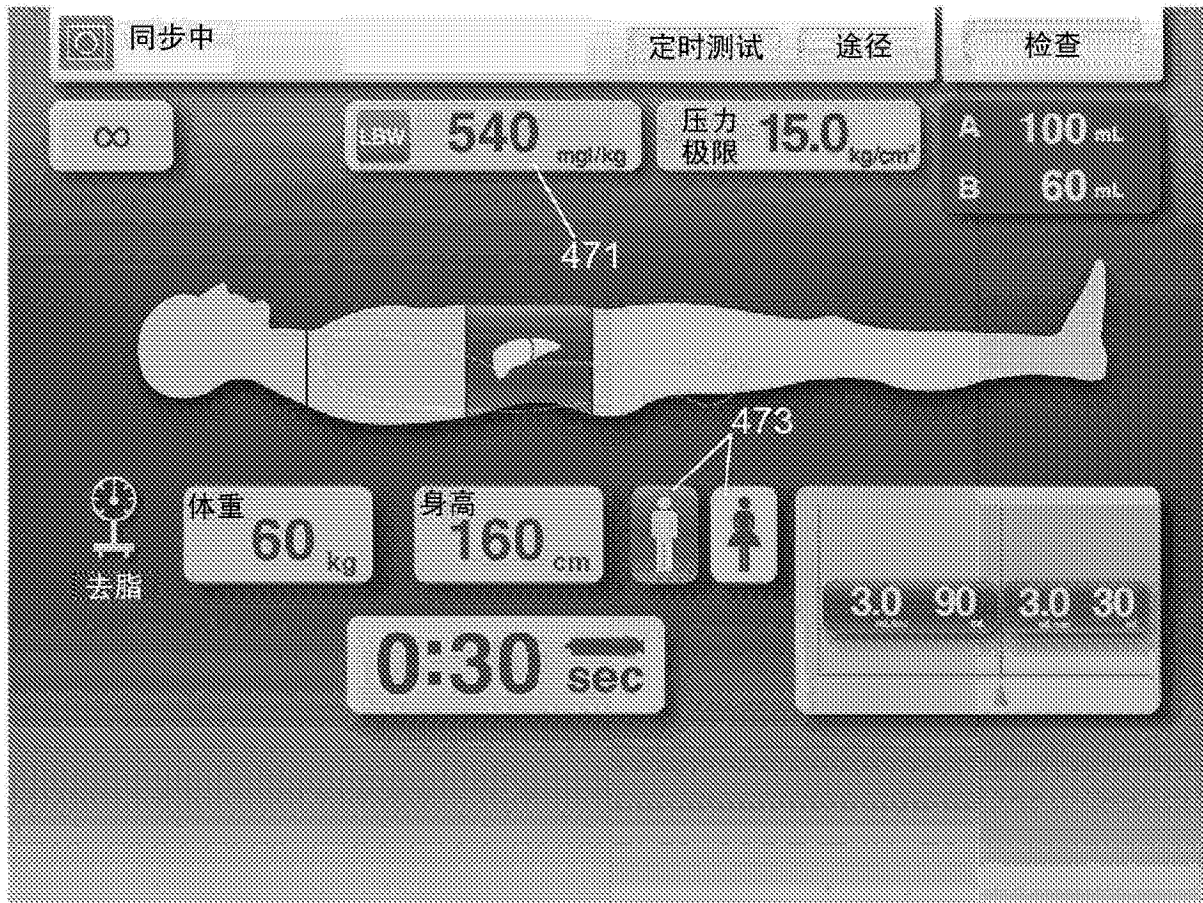 同步中
定时测试 途径 检查
∞
LBW 540 mgI/kg
压力极限 15.0 kg/cm²
A 100 mL
B 60 mL
471
473
去脂
体重 60 kg
身高 160 cm
3.0 90 3.0 30
0:30 sec